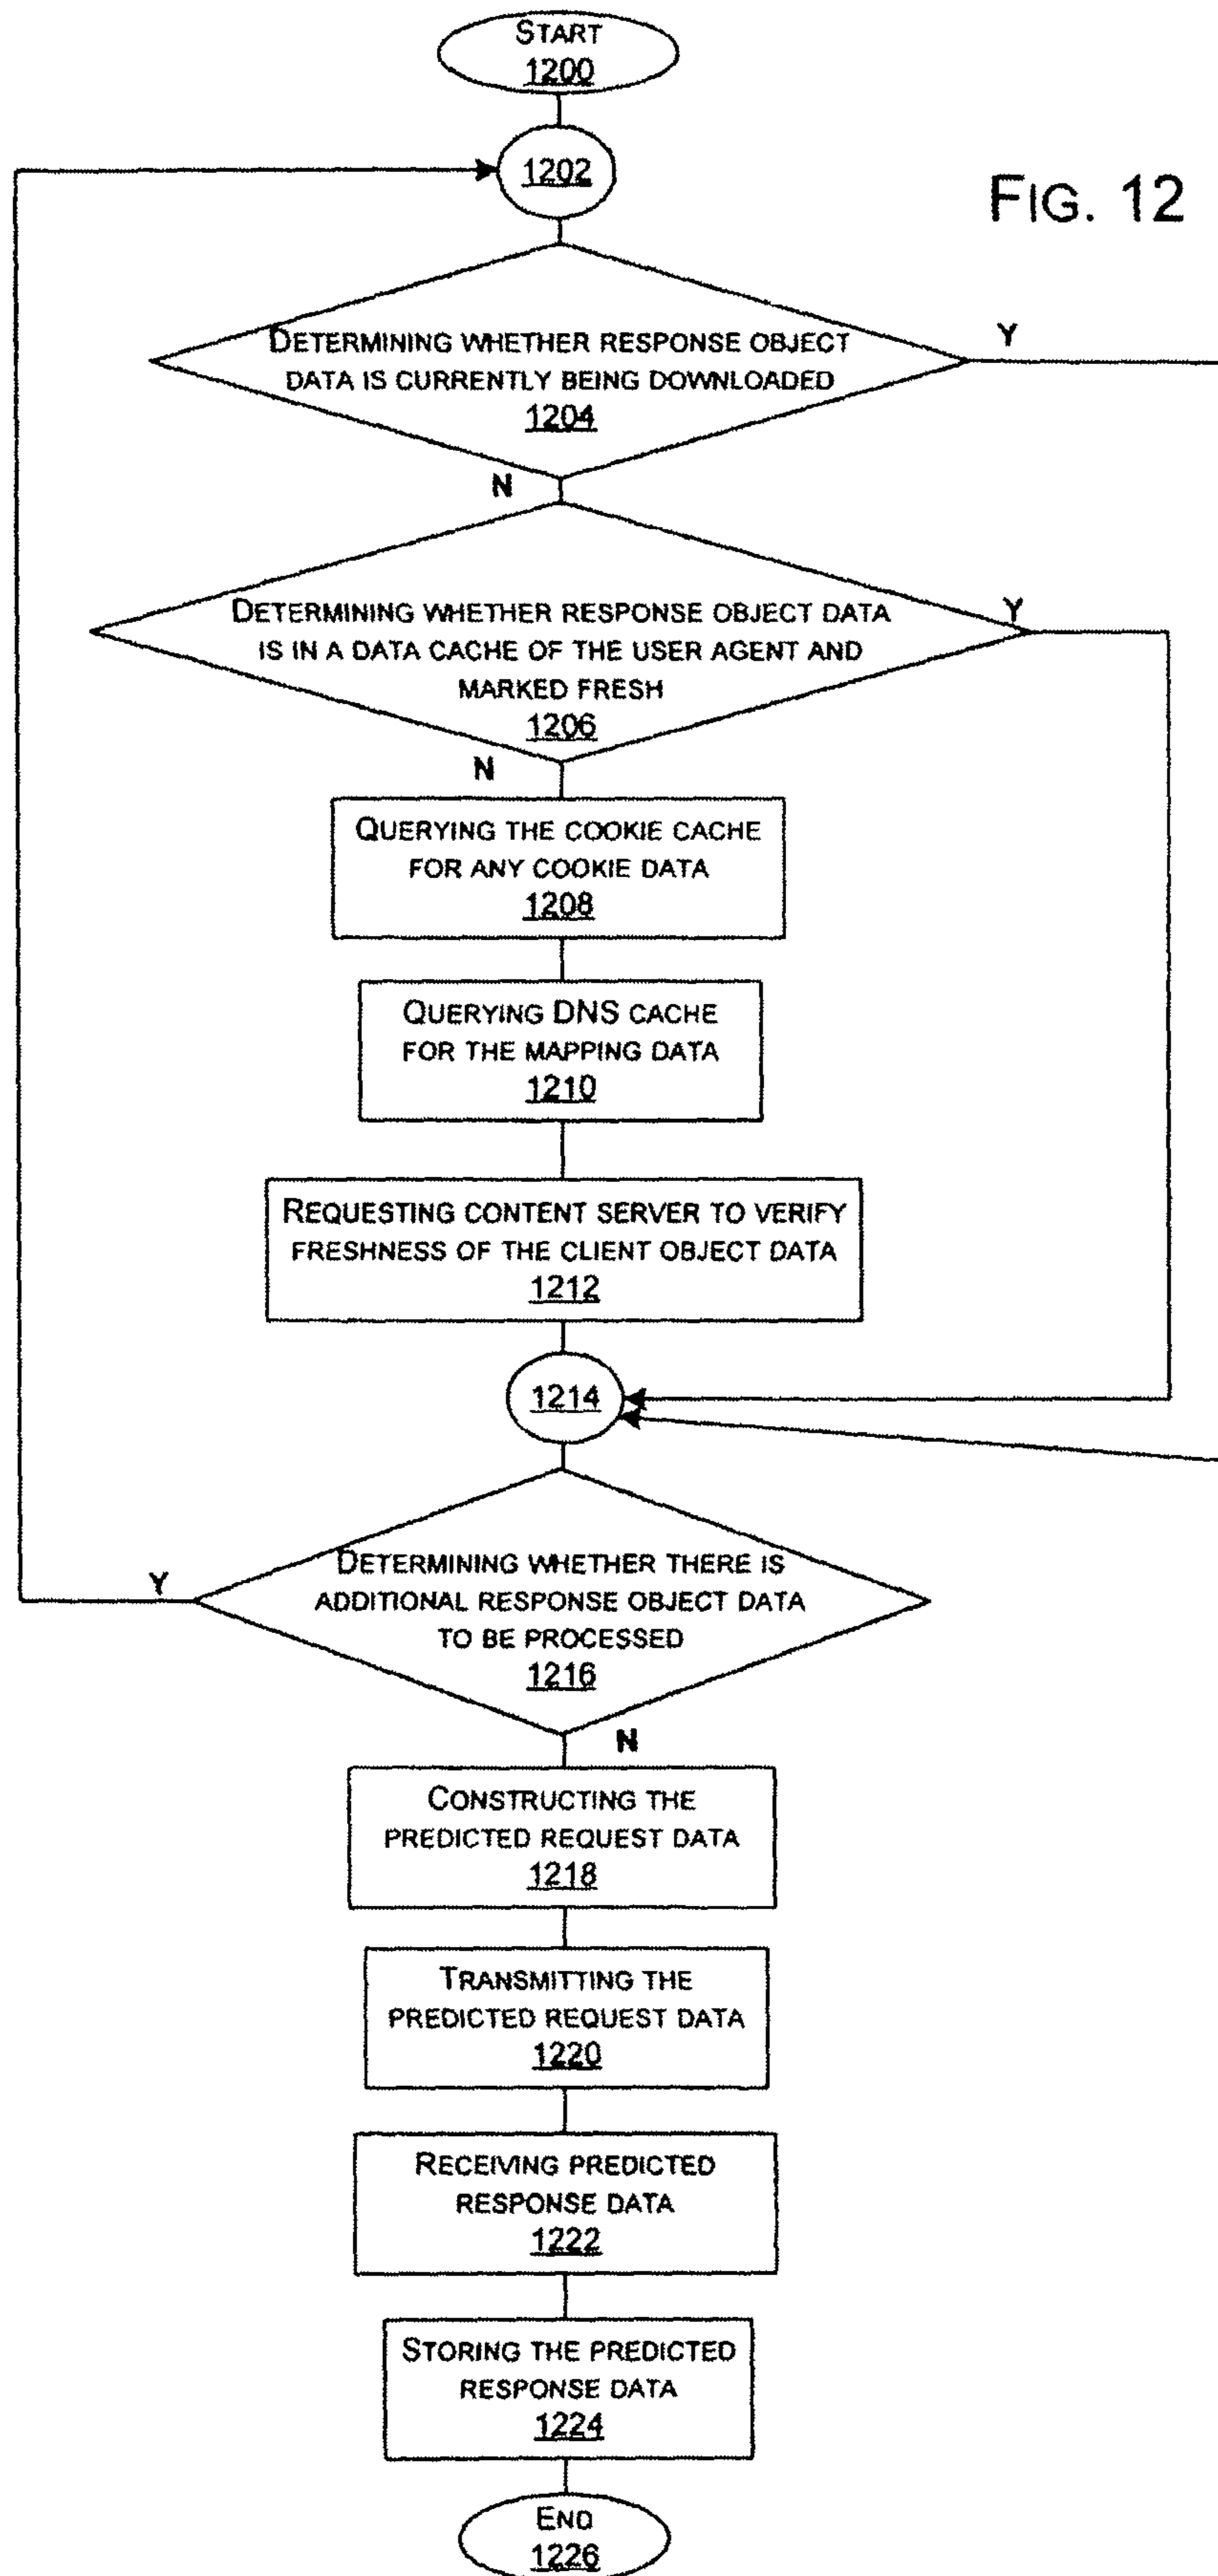 START
1200
1202
FIG. 12
DETERMINING WHETHER RESPONSE OBJECT
DATA IS CURRENTLY BEING DOWNLOADED
1204
Y
N
DETERMINING WHETHER RESPONSE OBJECT DATA
IS IN A DATA CACHE OF THE USER AGENT AND
MARKED FRESH
1206
Y
N
QUERYING THE COOKIE CACHE
FOR ANY COOKIE DATA
1208
QUERYING DNS CACHE
FOR THE MAPPING DATA
1210
REQUESTING CONTENT SERVER TO VERIFY
FRESHNESS OF THE CLIENT OBJECT DATA
1212
1214
DETERMINING WHETHER THERE IS
ADDITIONAL RESPONSE OBJECT DATA
TO BE PROCESSED
1216
Y
N
CONSTRUCTING THE
PREDICTED REQUEST DATA
1218
TRANSMITTING THE
PREDICTED REQUEST DATA
1220
RECEIVING PREDICTED
RESPONSE DATA
1222
STORING THE PREDICTED
RESPONSE DATA
1224
END
1226